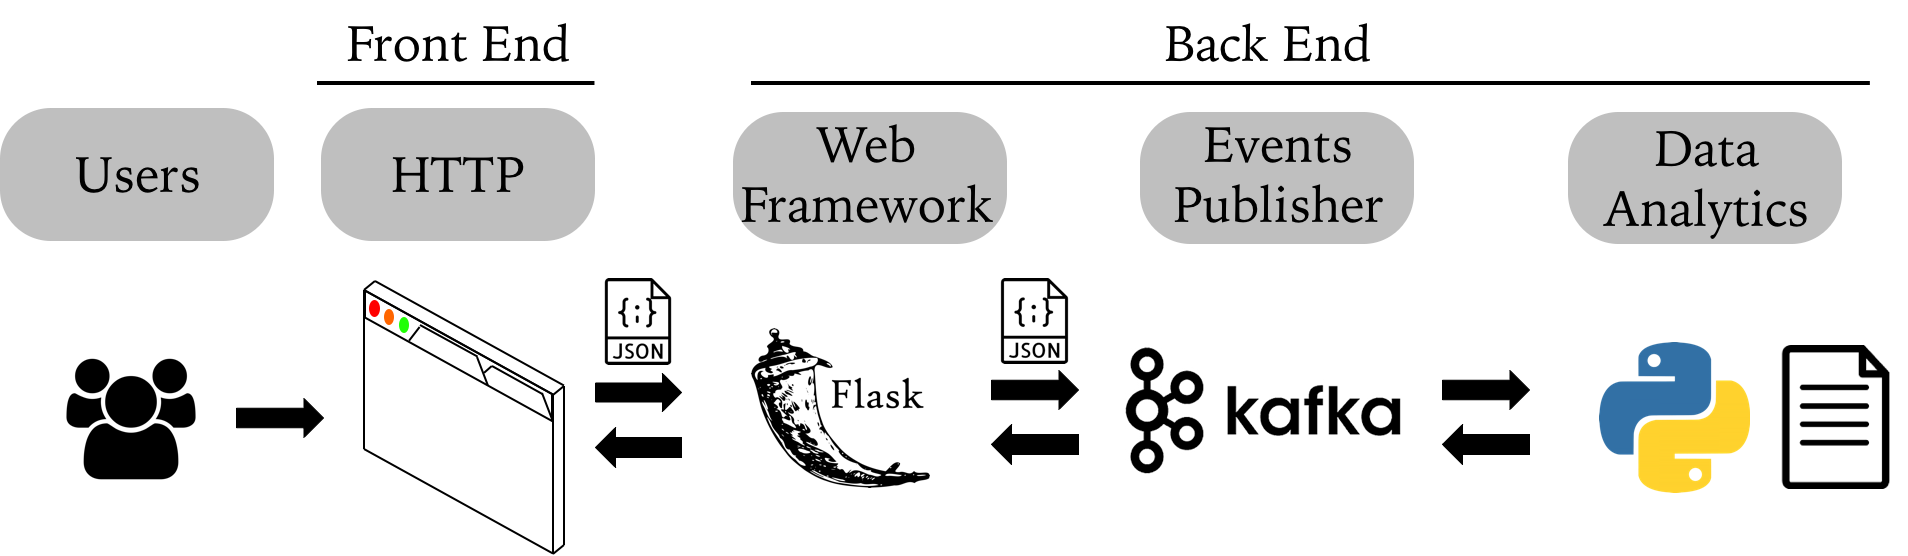 Front End
Back End
Users
HTTP
Web
Framework
Events
Publisher
Data
Analytics
{;}
JSON
{;}
JSON
Flask
kafka